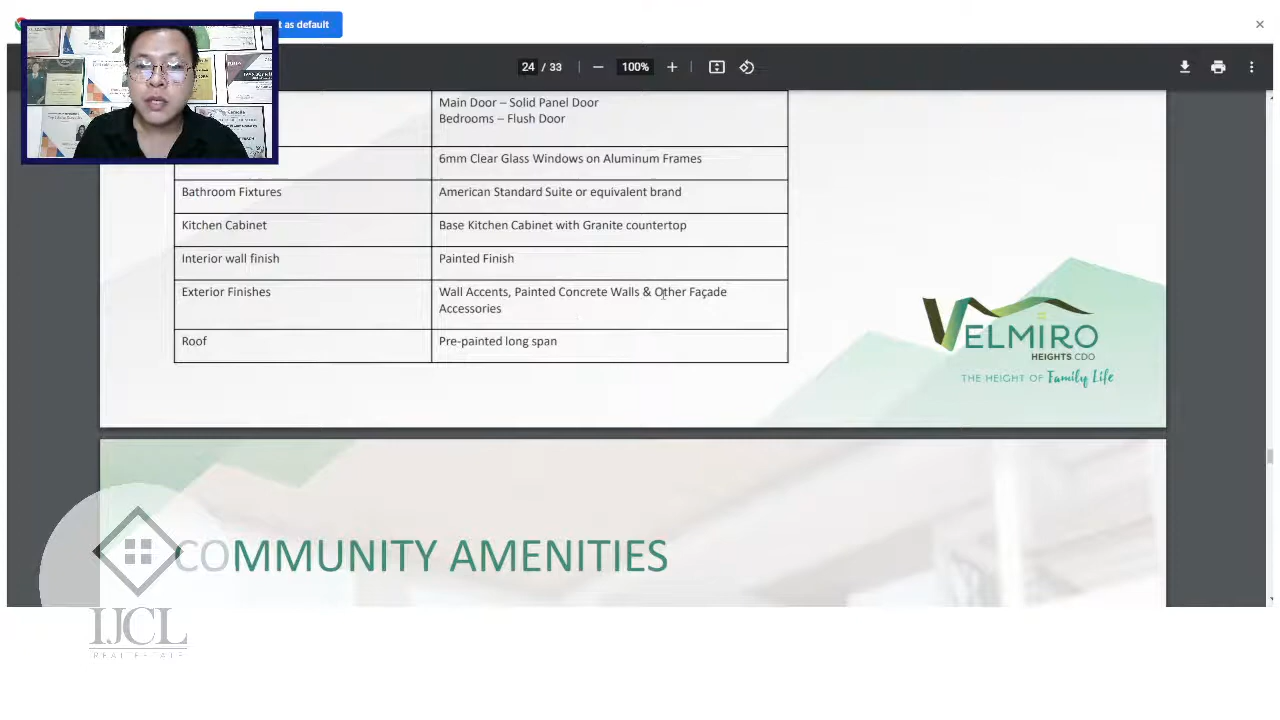 as default
24 / 33
100%
Main Door – Solid Panel Door
Bedrooms – Flush Door
6mm Clear Glass Windows on Aluminum Frames
Bathroom Fixtures
American Standard Suite or equivalent brand
Kitchen Cabinet
Base Kitchen Cabinet with Granite countertop
Interior wall finish
Painted Finish
Exterior Finishes
Wall Accents, Painted Concrete Walls & Other Façade
Accessories
Roof
Pre-painted long span
VELMIRO
HEIGHTS CDO
THE HEIGHT OF Family Life
COMMUNITY AMENITIES
IJCL
REAL ESTATE